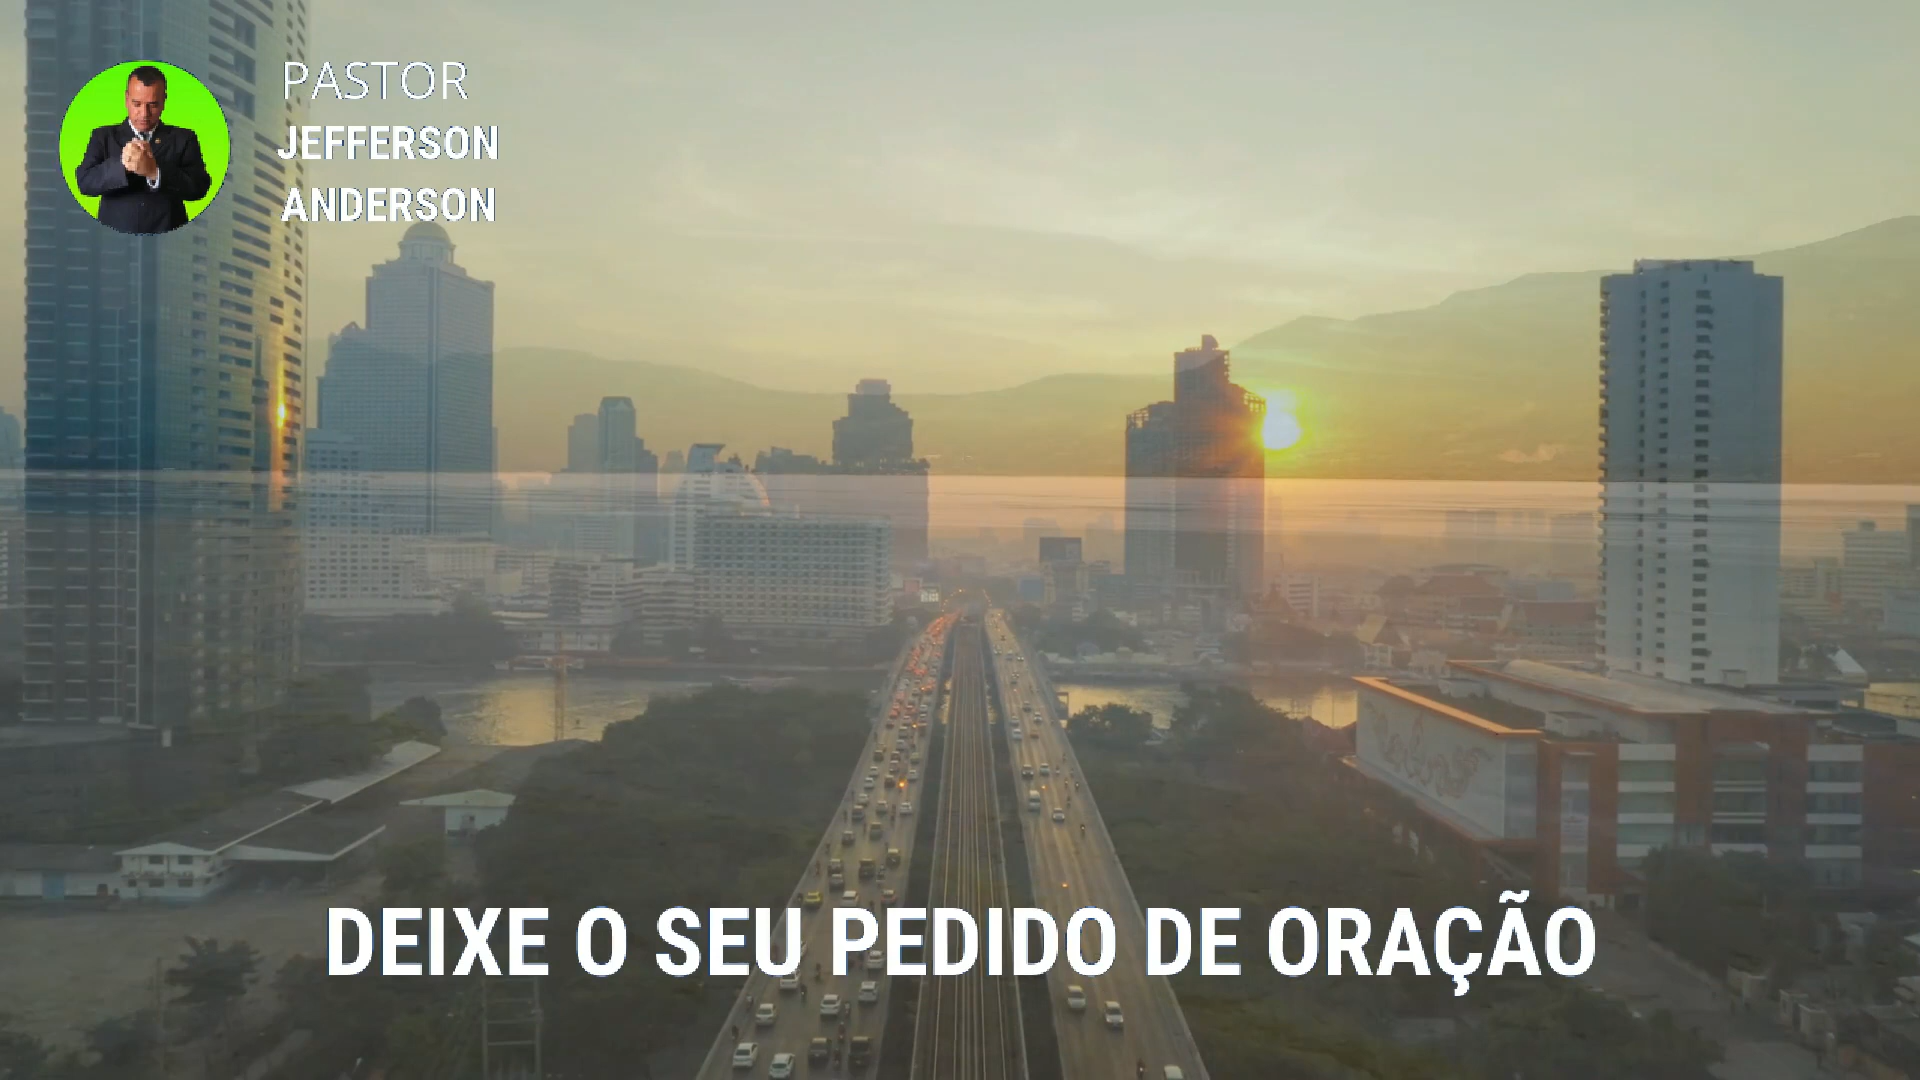 PASTOR
JEFFERSON
ANDERSON
DEIXE O SEU PEDIDO DE ORAÇÃO